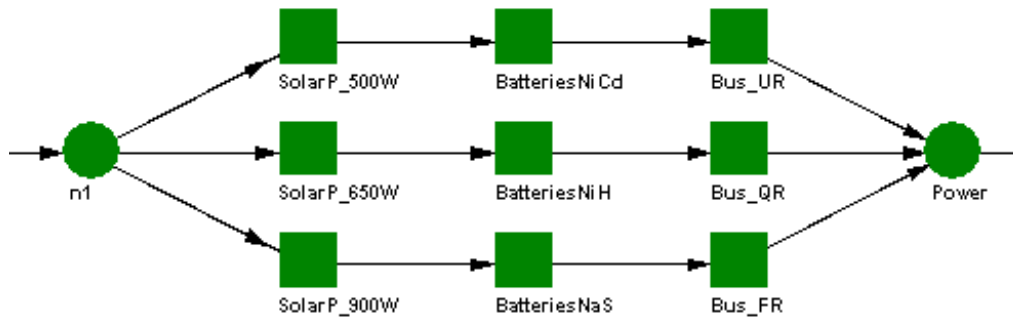 SolarP_500W
BatteriesNiCd
Bus_UR
n1
SolarP_650W
BatteriesNiH
Bus_QR
Power
SolarP_900W
BatteriesNaS
Bus_FR